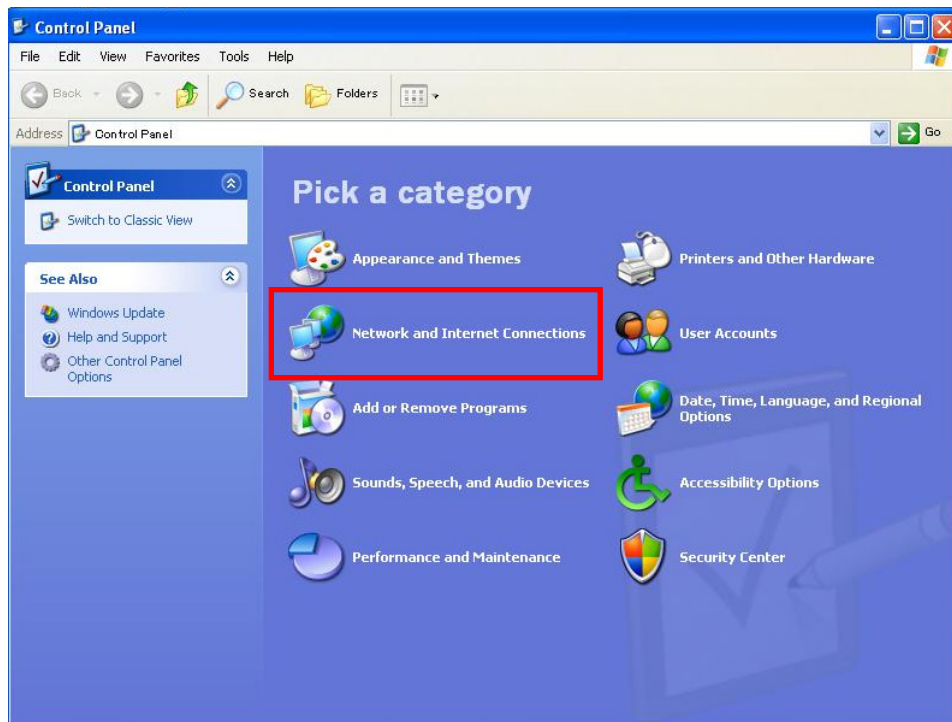 Control Panel
File Edit View Favorites Tools Help
Back Search Folders
Address Control Panel Go
Control Panel
Switch to Classic View
See Also
Windows Update
Help and Support
Other Control Panel
Options
Pick a category
Appearance and Themes
Printers and Other Hardware
Network and Internet Connections
User Accounts
Add or Remove Programs
Date, Time, Language, and Regional
Options
Sounds, Speech, and Audio Devices
Accessibility Options
Performance and Maintenance
Security Center